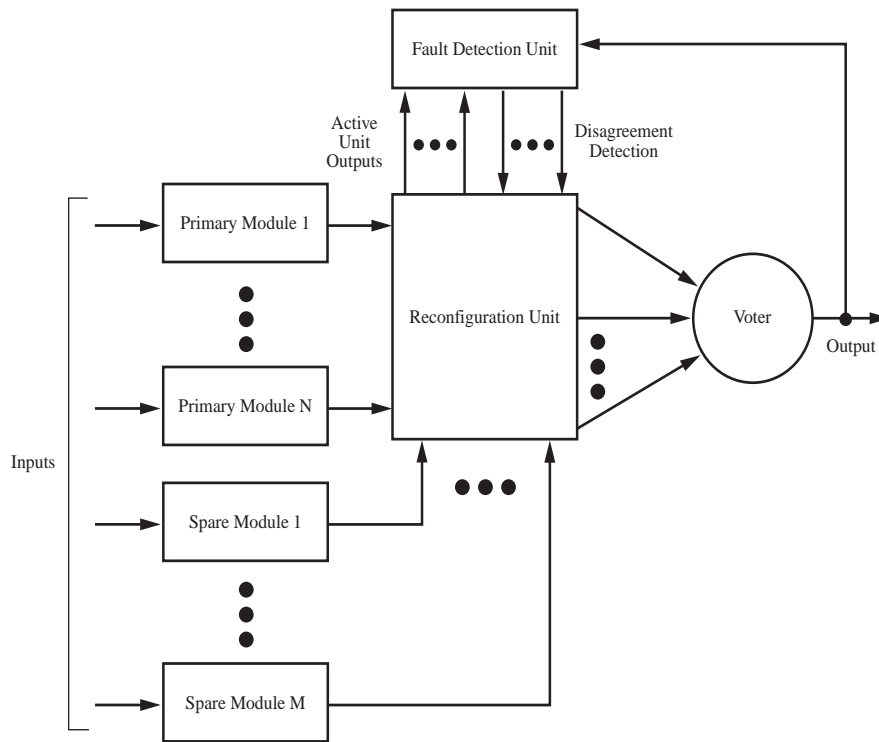 Fault Detection Unit
Active
Unit
Outputs
Disagreement
Detection
Primary Module 1
Reconfiguration Unit
Voter
Output
Primary Module N
Inputs
Spare Module 1
Spare Module M